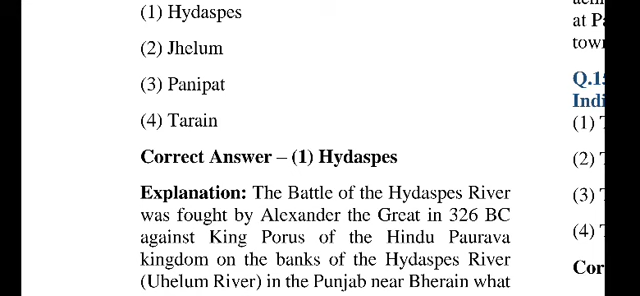 (1) Hydaspes
(2) Jhelum
(3) Panipat
(4) Tarain
Correct Answer – (1) Hydaspes
Explanation: The Battle of the Hydaspes River
was fought by Alexander the Great in 326 BC
against King Porus of the Hindu Paurava
kingdom on the banks of the Hydaspes River
(Uhelum River) in the Punjab near Bherain what
at
Indi
(1)
(2)
(3)
(4)
Cor